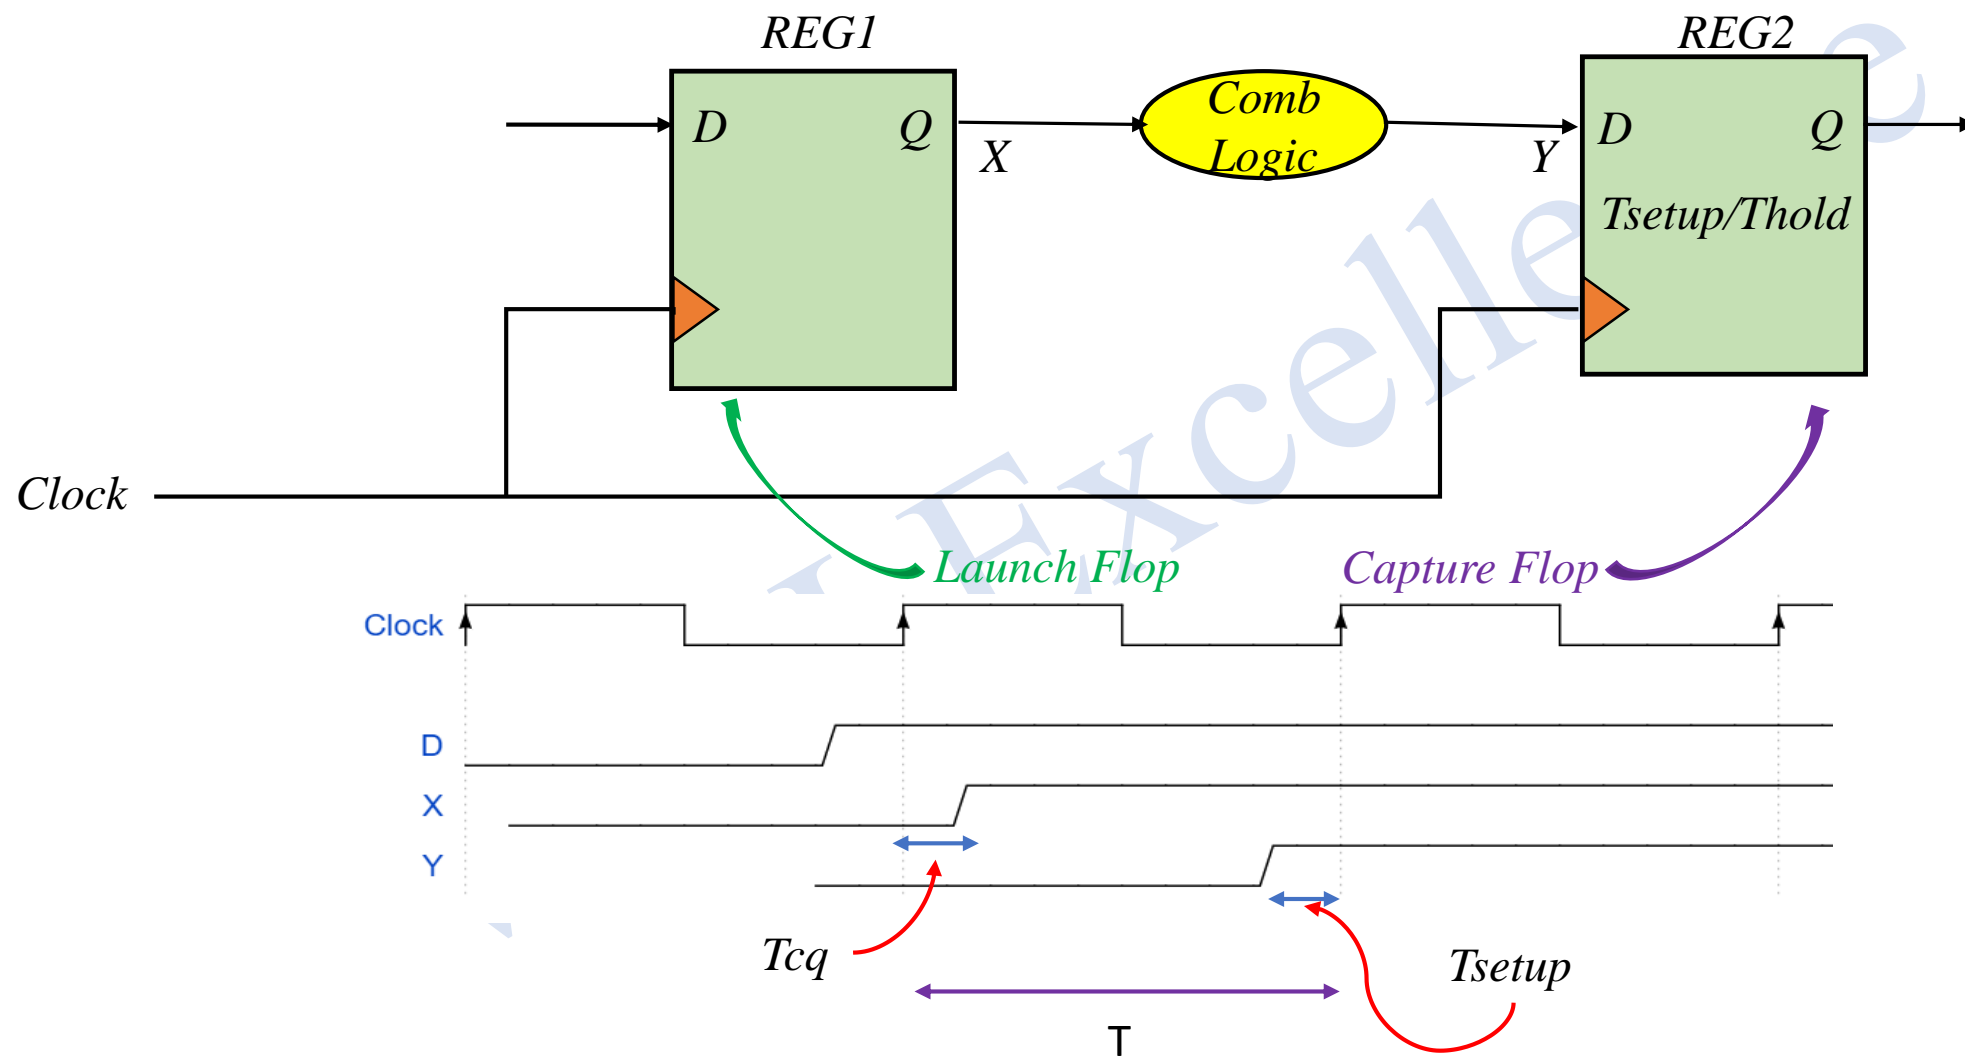 REG1
REG2
D
Q
X
Comb
Logic
Y
D
Q
Tsetup/Thold
Clock
Launch Flop
Capture Flop
Clock
D
X
Y
Tcq
Tsetup
T